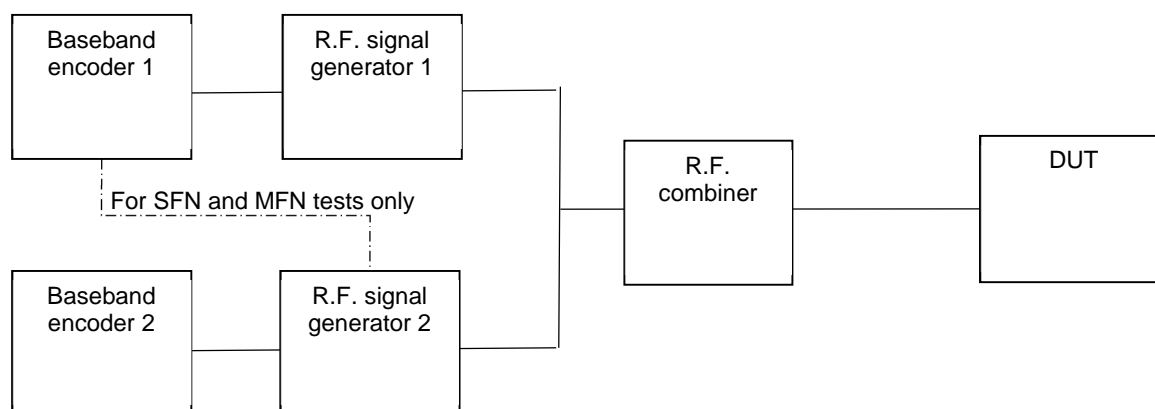 Baseband
encoder 1
R.F. signal
generator 1
R.F.
combiner
DUT
For SFN and MFN tests only
Baseband
encoder 2
R.F. signal
generator 2